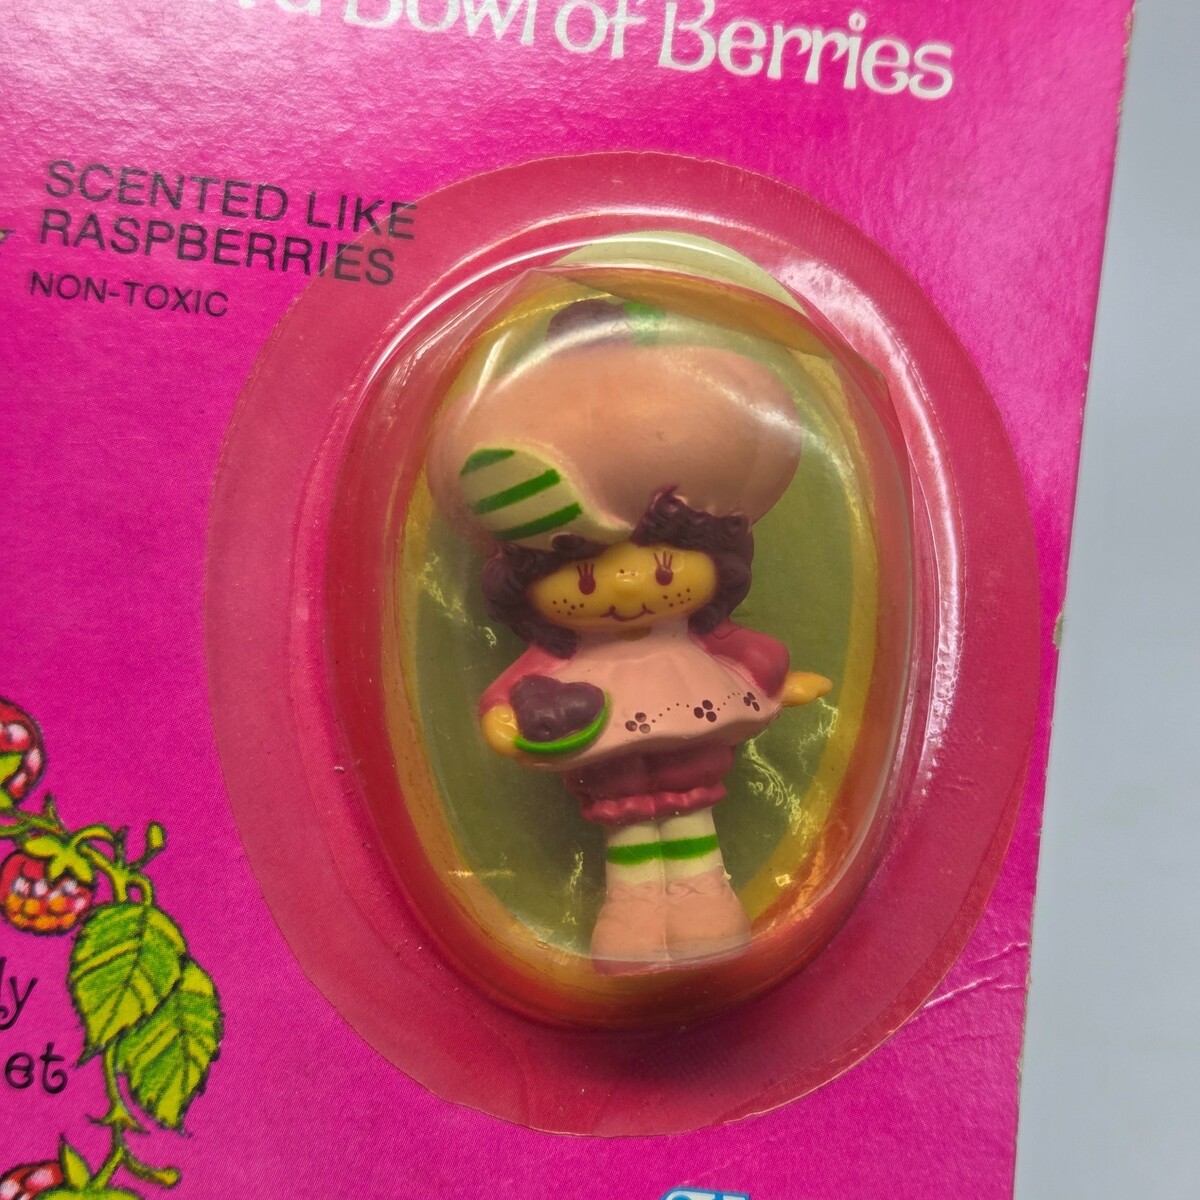 Bowl of Berries
SCENTED LIKE
RASPBERRIES
NON-TOXIC